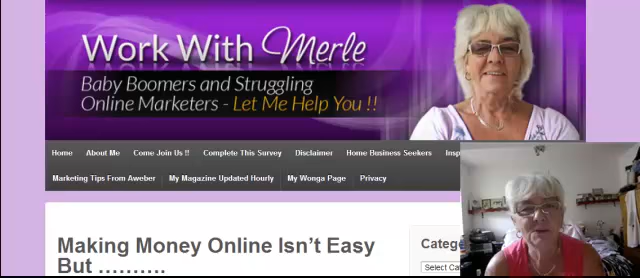 Work With Merle
Baby Boomers and Struggling
Online Marketers - Let Me Help You !!
Home About Me Come Join Us !! Complete This Survey Disclaimer Home Business Seekers
Marketing Tips From Aweber My Magazine Updated Hourly My Wonga Page Privacy
Making Money Online Isn't Easy
But ..........